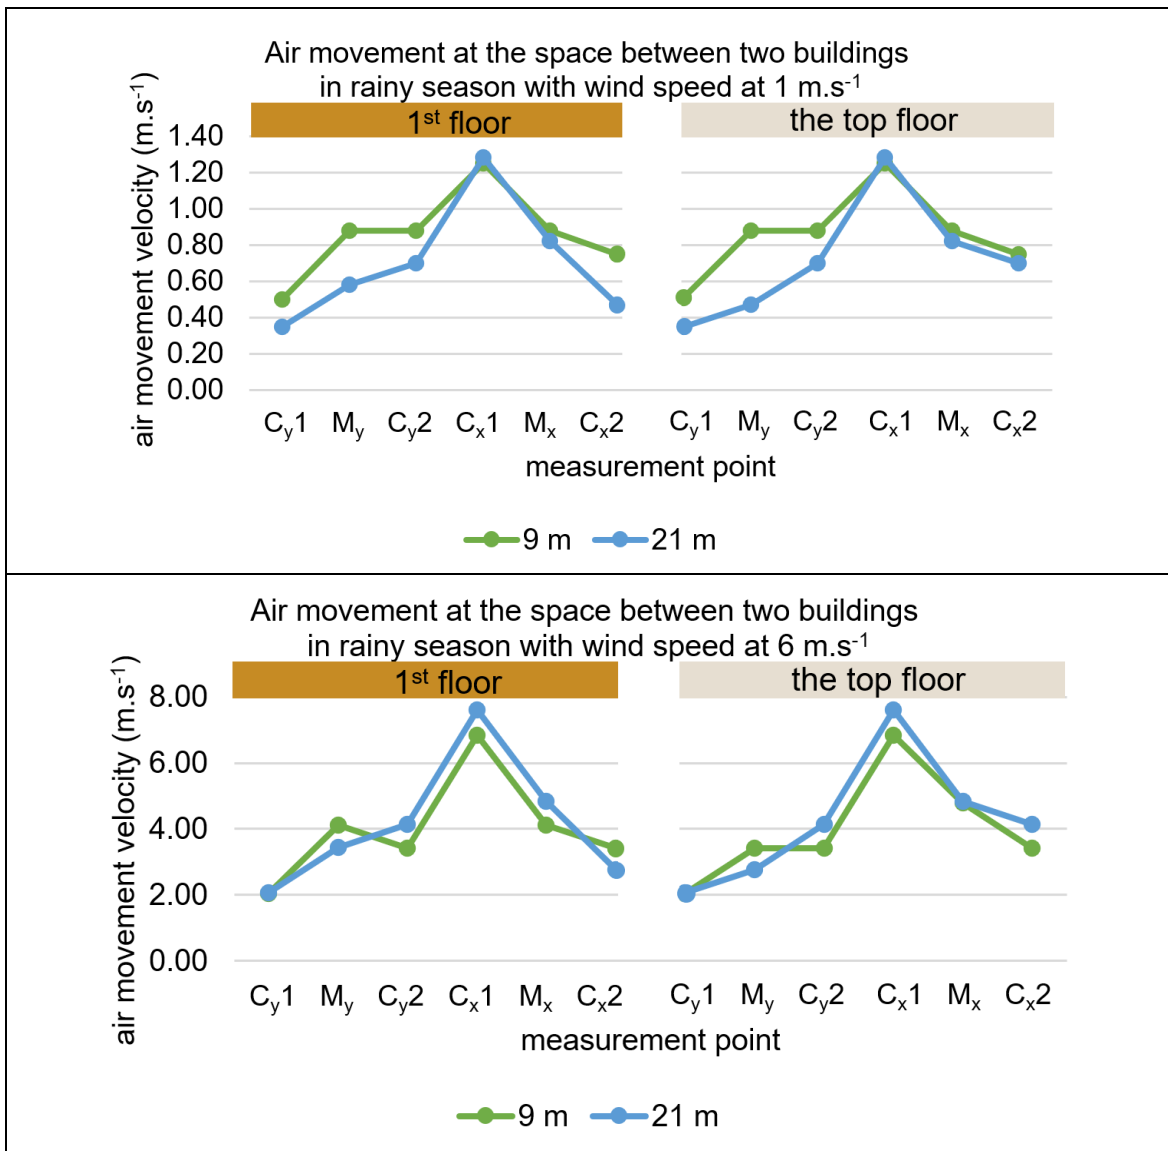 Air movement at the space between two buildings
in rainy season with wind speed at 1 m.s⁻¹
1ˢᵗ floor
the top floor
air movement velocity (m.s⁻¹)
1.40
1.20
1.00
0.80
0.60
0.40
0.20
0.00
Cy1 My Cy2 Cx1 Mx Cx2
Cy1 My Cy2 Cx1 Mx Cx2
measurement point
9 m 21 m
Air movement at the space between two buildings
in rainy season with wind speed at 6 m.s⁻¹
1ˢᵗ floor
the top floor
air movement velocity (m.s⁻¹)
8.00
6.00
4.00
2.00
0.00
Cy1 My Cy2 Cx1 Mx Cx2
Cy1 My Cy2 Cx1 Mx Cx2
measurement point
9 m 21 m